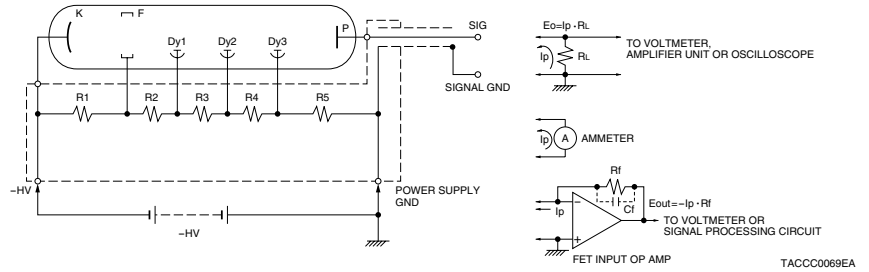 K
F
Dy1
Dy2
Dy3
P
SIG
SIGNAL GND
R1
R2
R3
R4
R5
−HV
POWER SUPPLY
GND
−HV
Eo=Ip · RL
Ip
RL
TO VOLTMETER,
AMPLIFIER UNIT OR OSCILLOSCOPE
Ip
A
AMMETER
Rf
Cf
Ip
−
+
Eout=−Ip · Rf
TO VOLTMETER OR
SIGNAL PROCESSING CIRCUIT
FET INPUT OP AMP
TACCC0069EA